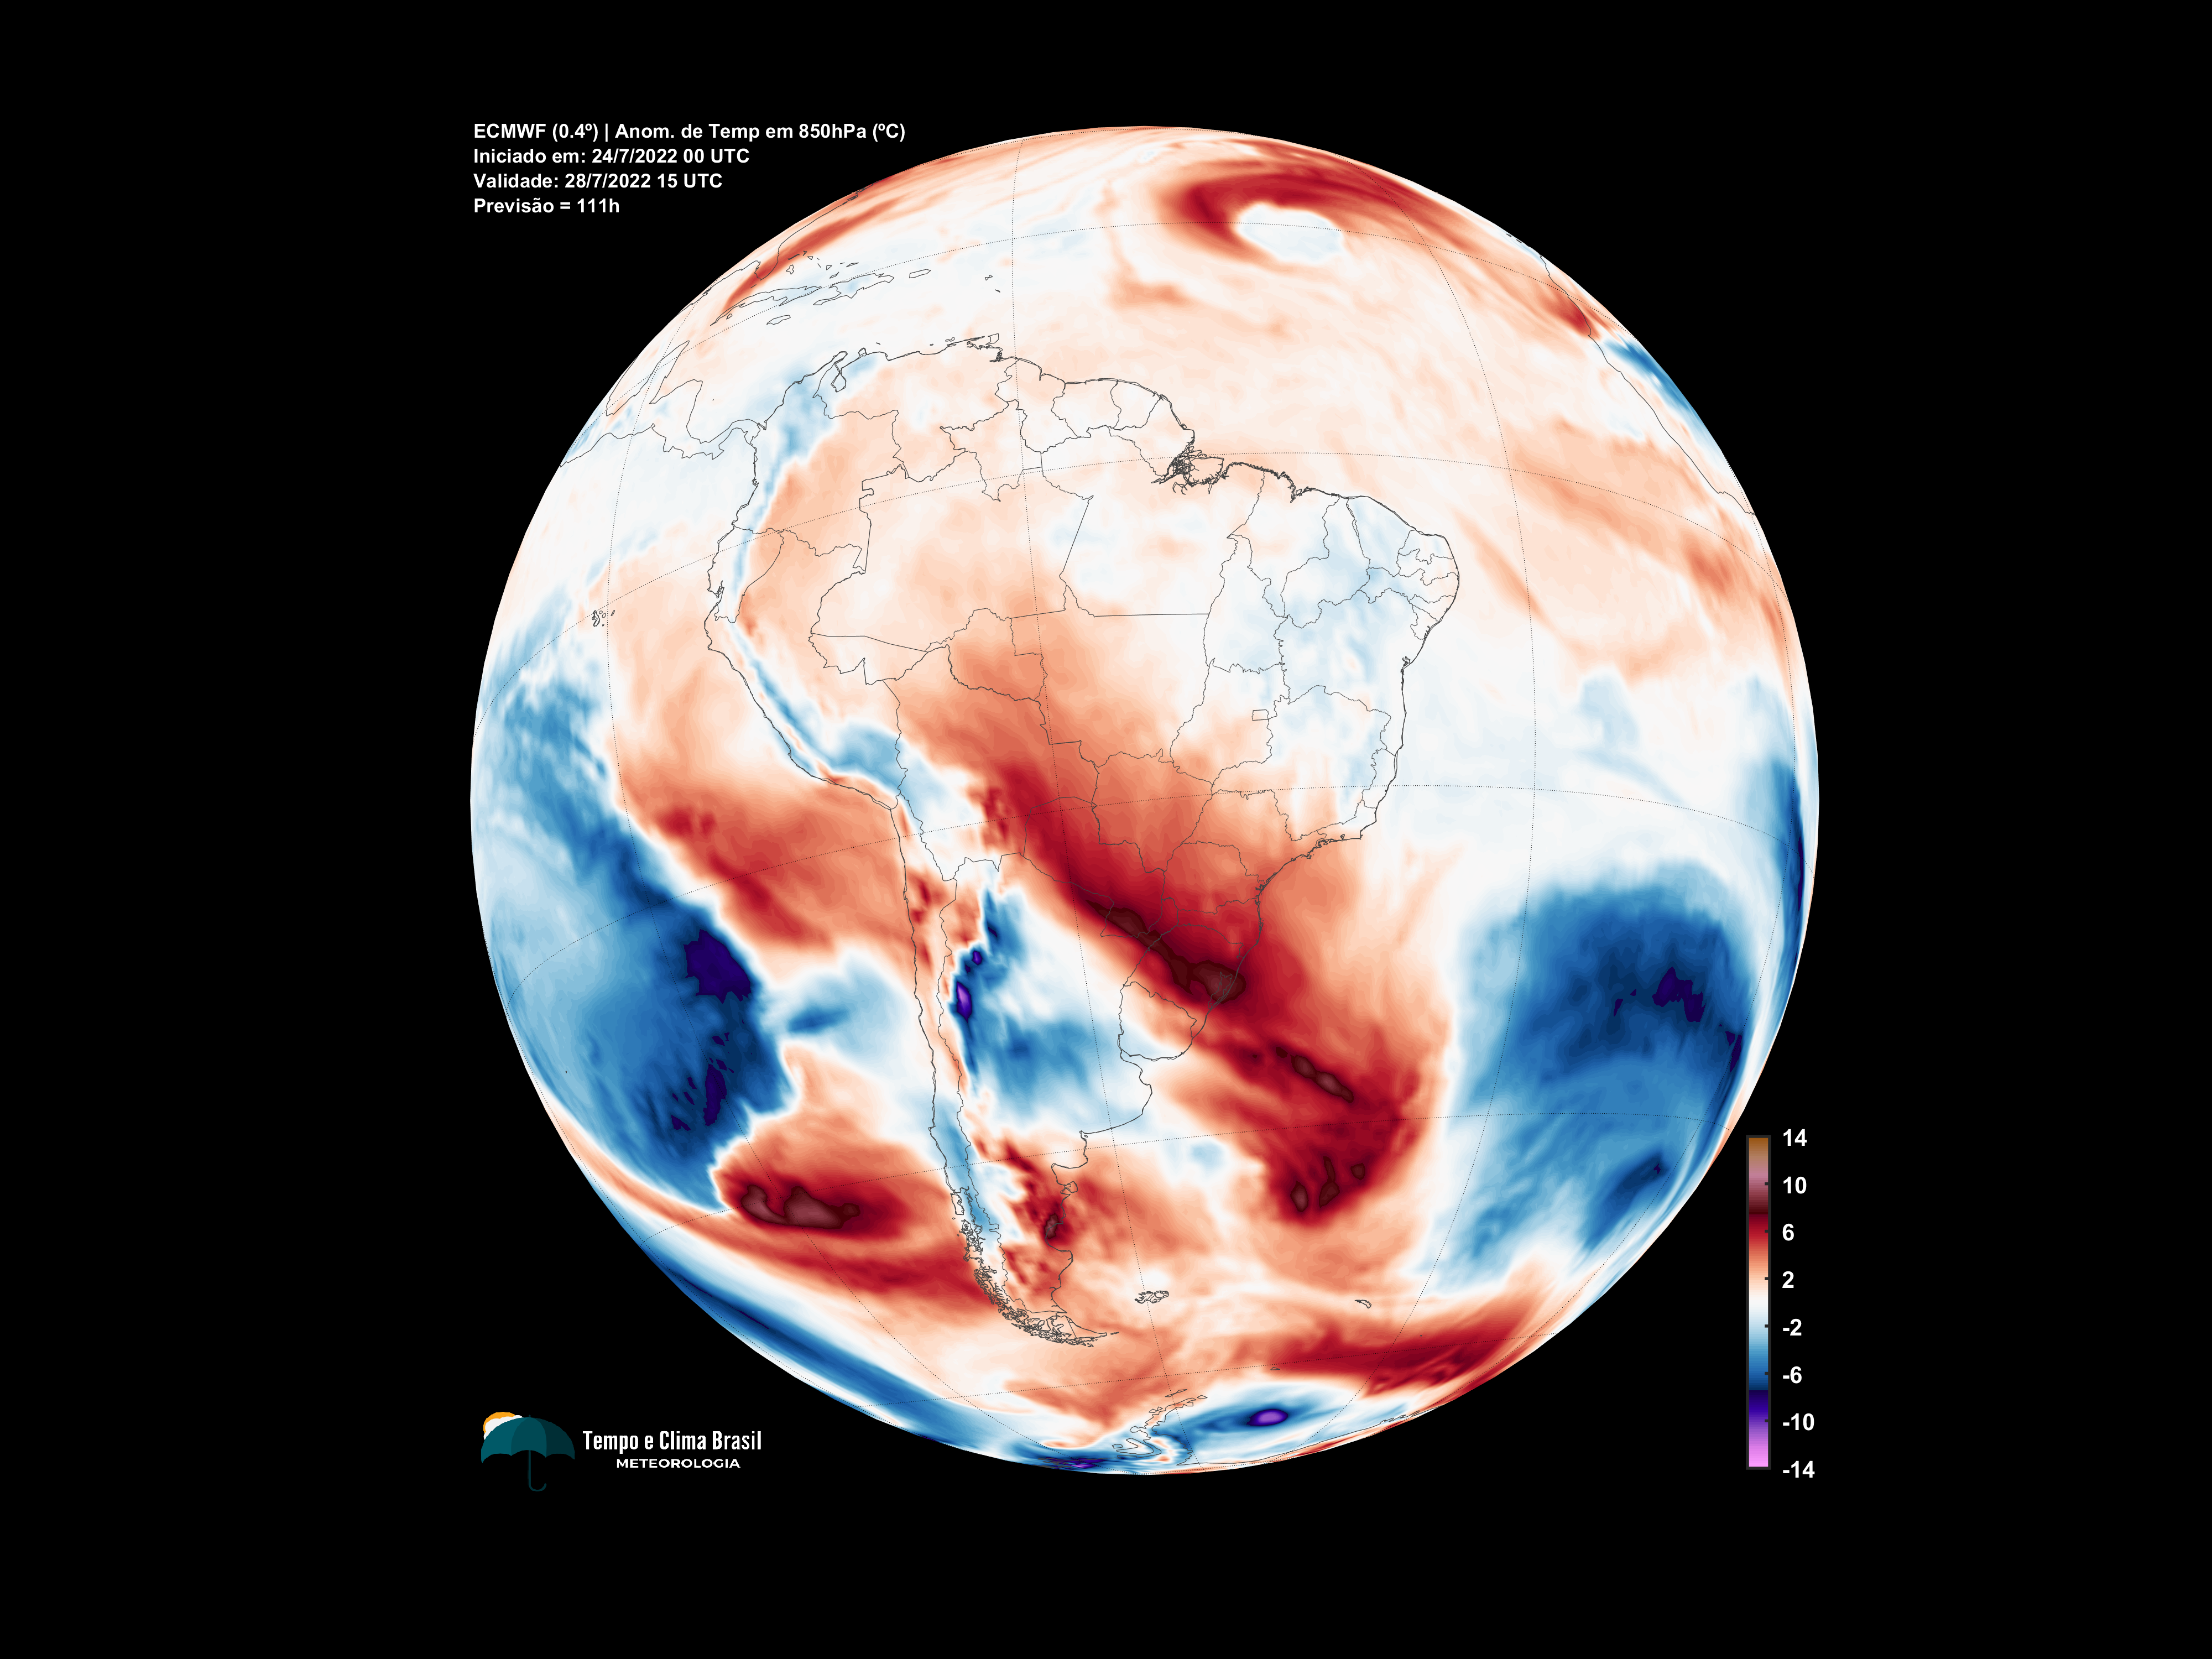 ECMWF (0.4º) | Anom. de Temp em 850hPa (ºC)
Iniciado em: 24/7/2022 00 UTC
Validade: 28/7/2022 15 UTC
Previsão = 111h
14
10
6
2
-2
-6
-10
-14
Tempo e Clima Brasil
METEOROLOGIA